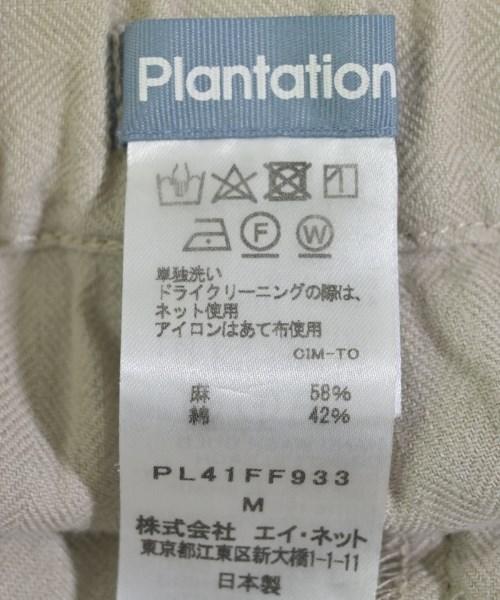 Plantation
F W
単独洗い
ドライクリーニングの際は、
ネット使用
アイロンはあて布使用
CIM-TO
麻 58%
綿 42%
PL41FF933
M
株式会社 エイ・ネット
東京都江東区新大橋1-1-11
日本製